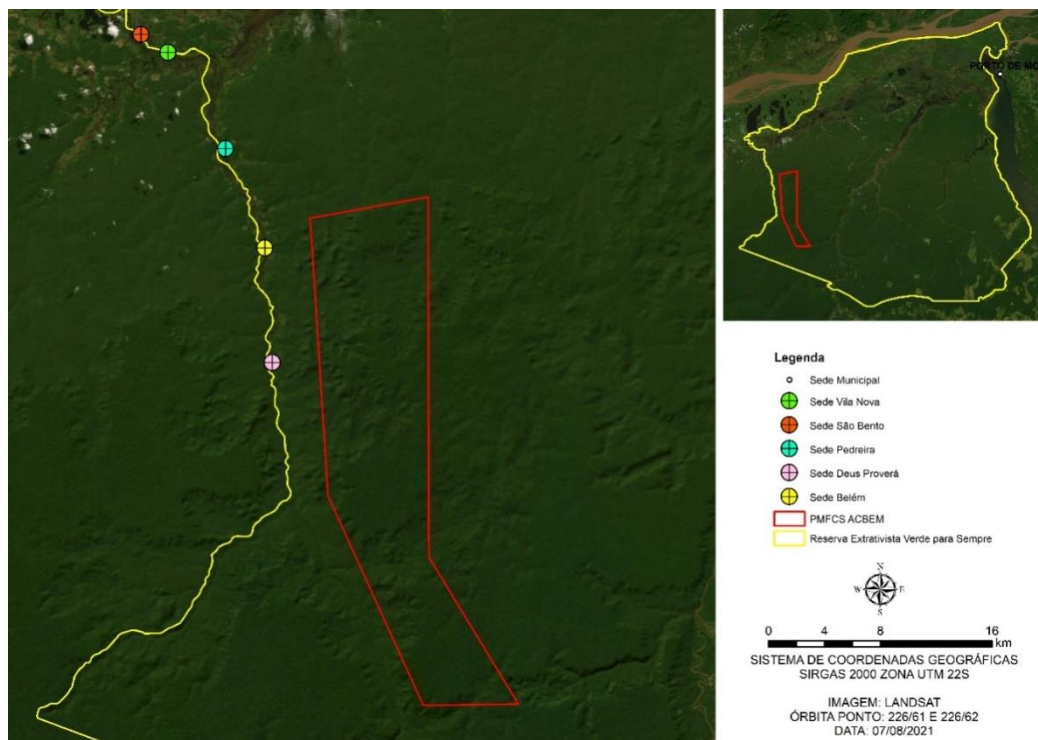 PORTO DE MO
Legenda
Sede Municipal
Sede Vila Nova
Sede São Bento
Sede Pedreira
Sede Deus Proverá
Sede Belém
PMFCS ACBEM
Reserva Extrativista Verde para Sempre
N
W E
S
0 4 8 16
km
SISTEMA DE COORDENADAS GEOGRÁFICAS
SIRGAS 2000 ZONA UTM 22S
IMAGEM: LANDSAT
ÓRBITA PONTO: 226/61 E 226/62
DATA: 07/08/2021